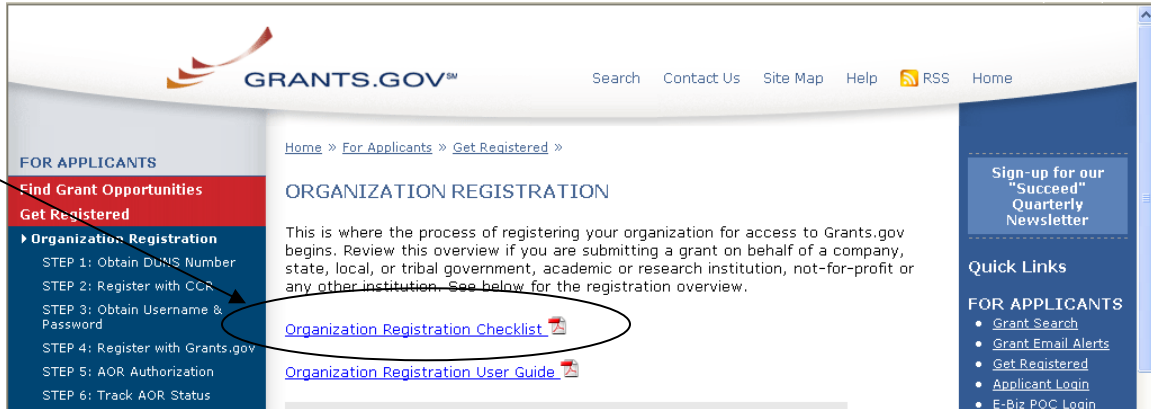 GRANTS.GOV℠
Search Contact Us Site Map Help RSS Home
FOR APPLICANTS
Find Grant Opportunities
Get Registered
Organization Registration
STEP 1: Obtain DUNS Number
STEP 2: Register with CCR
STEP 3: Obtain Username &
Password
STEP 4: Register with Grants.gov
STEP 5: AOR Authorization
STEP 6: Track AOR Status
Home » For Applicants » Get Registered »
ORGANIZATION REGISTRATION
This is where the process of registering your organization for access to Grants.gov
begins. Review this overview if you are submitting a grant on behalf of a company,
state, local, or tribal government, academic or research institution, not-for-profit or
any other institution. See below for the registration overview.
Organization Registration Checklist
Organization Registration User Guide
Sign-up for our
"Succeed"
Quarterly
Newsletter
Quick Links
FOR APPLICANTS
• Grant Search
• Grant Email Alerts
• Get Registered
• Applicant Login
• E-Biz POC Login